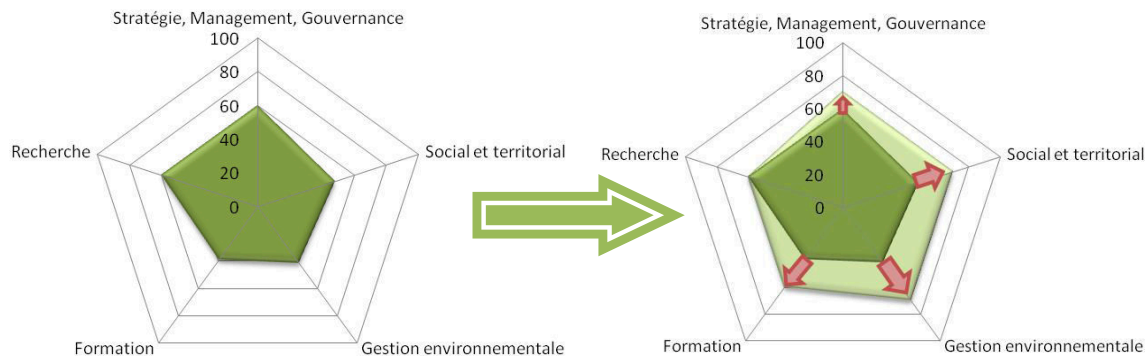 Stratégie, Management, Gouvernance
100
80
60
40
20
0
Recherche
Social et territorial
Formation
Gestion environnementale
Stratégie, Management, Gouvernance
100
80
60
40
20
0
Recherche
Social et territorial
Formation
Gestion environnementale